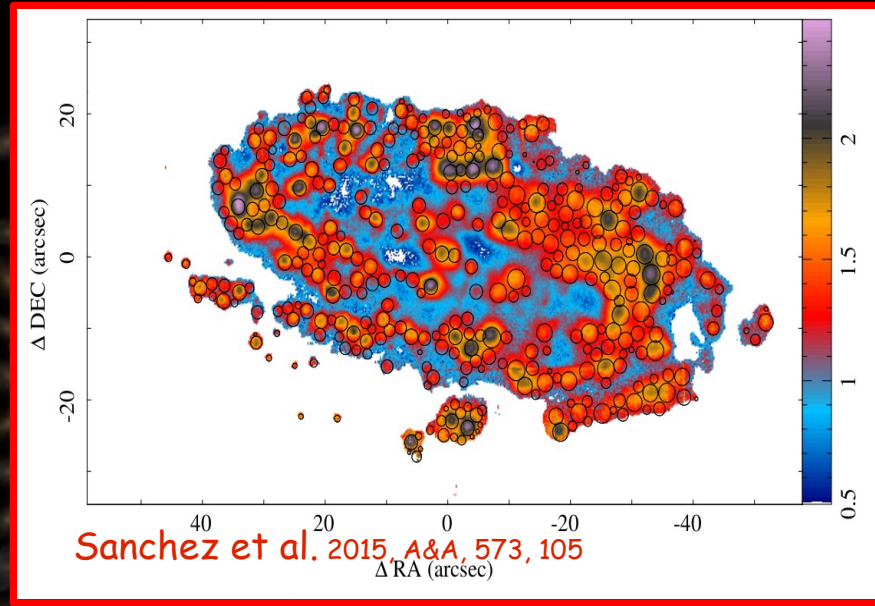 Δ DEC (arcsec)
20
0
-20
40 20 0 -20 -40
Δ RA (arcsec)
0.5 1 1.5 2
Sanchez et al. 2015, A&A, 573, 105